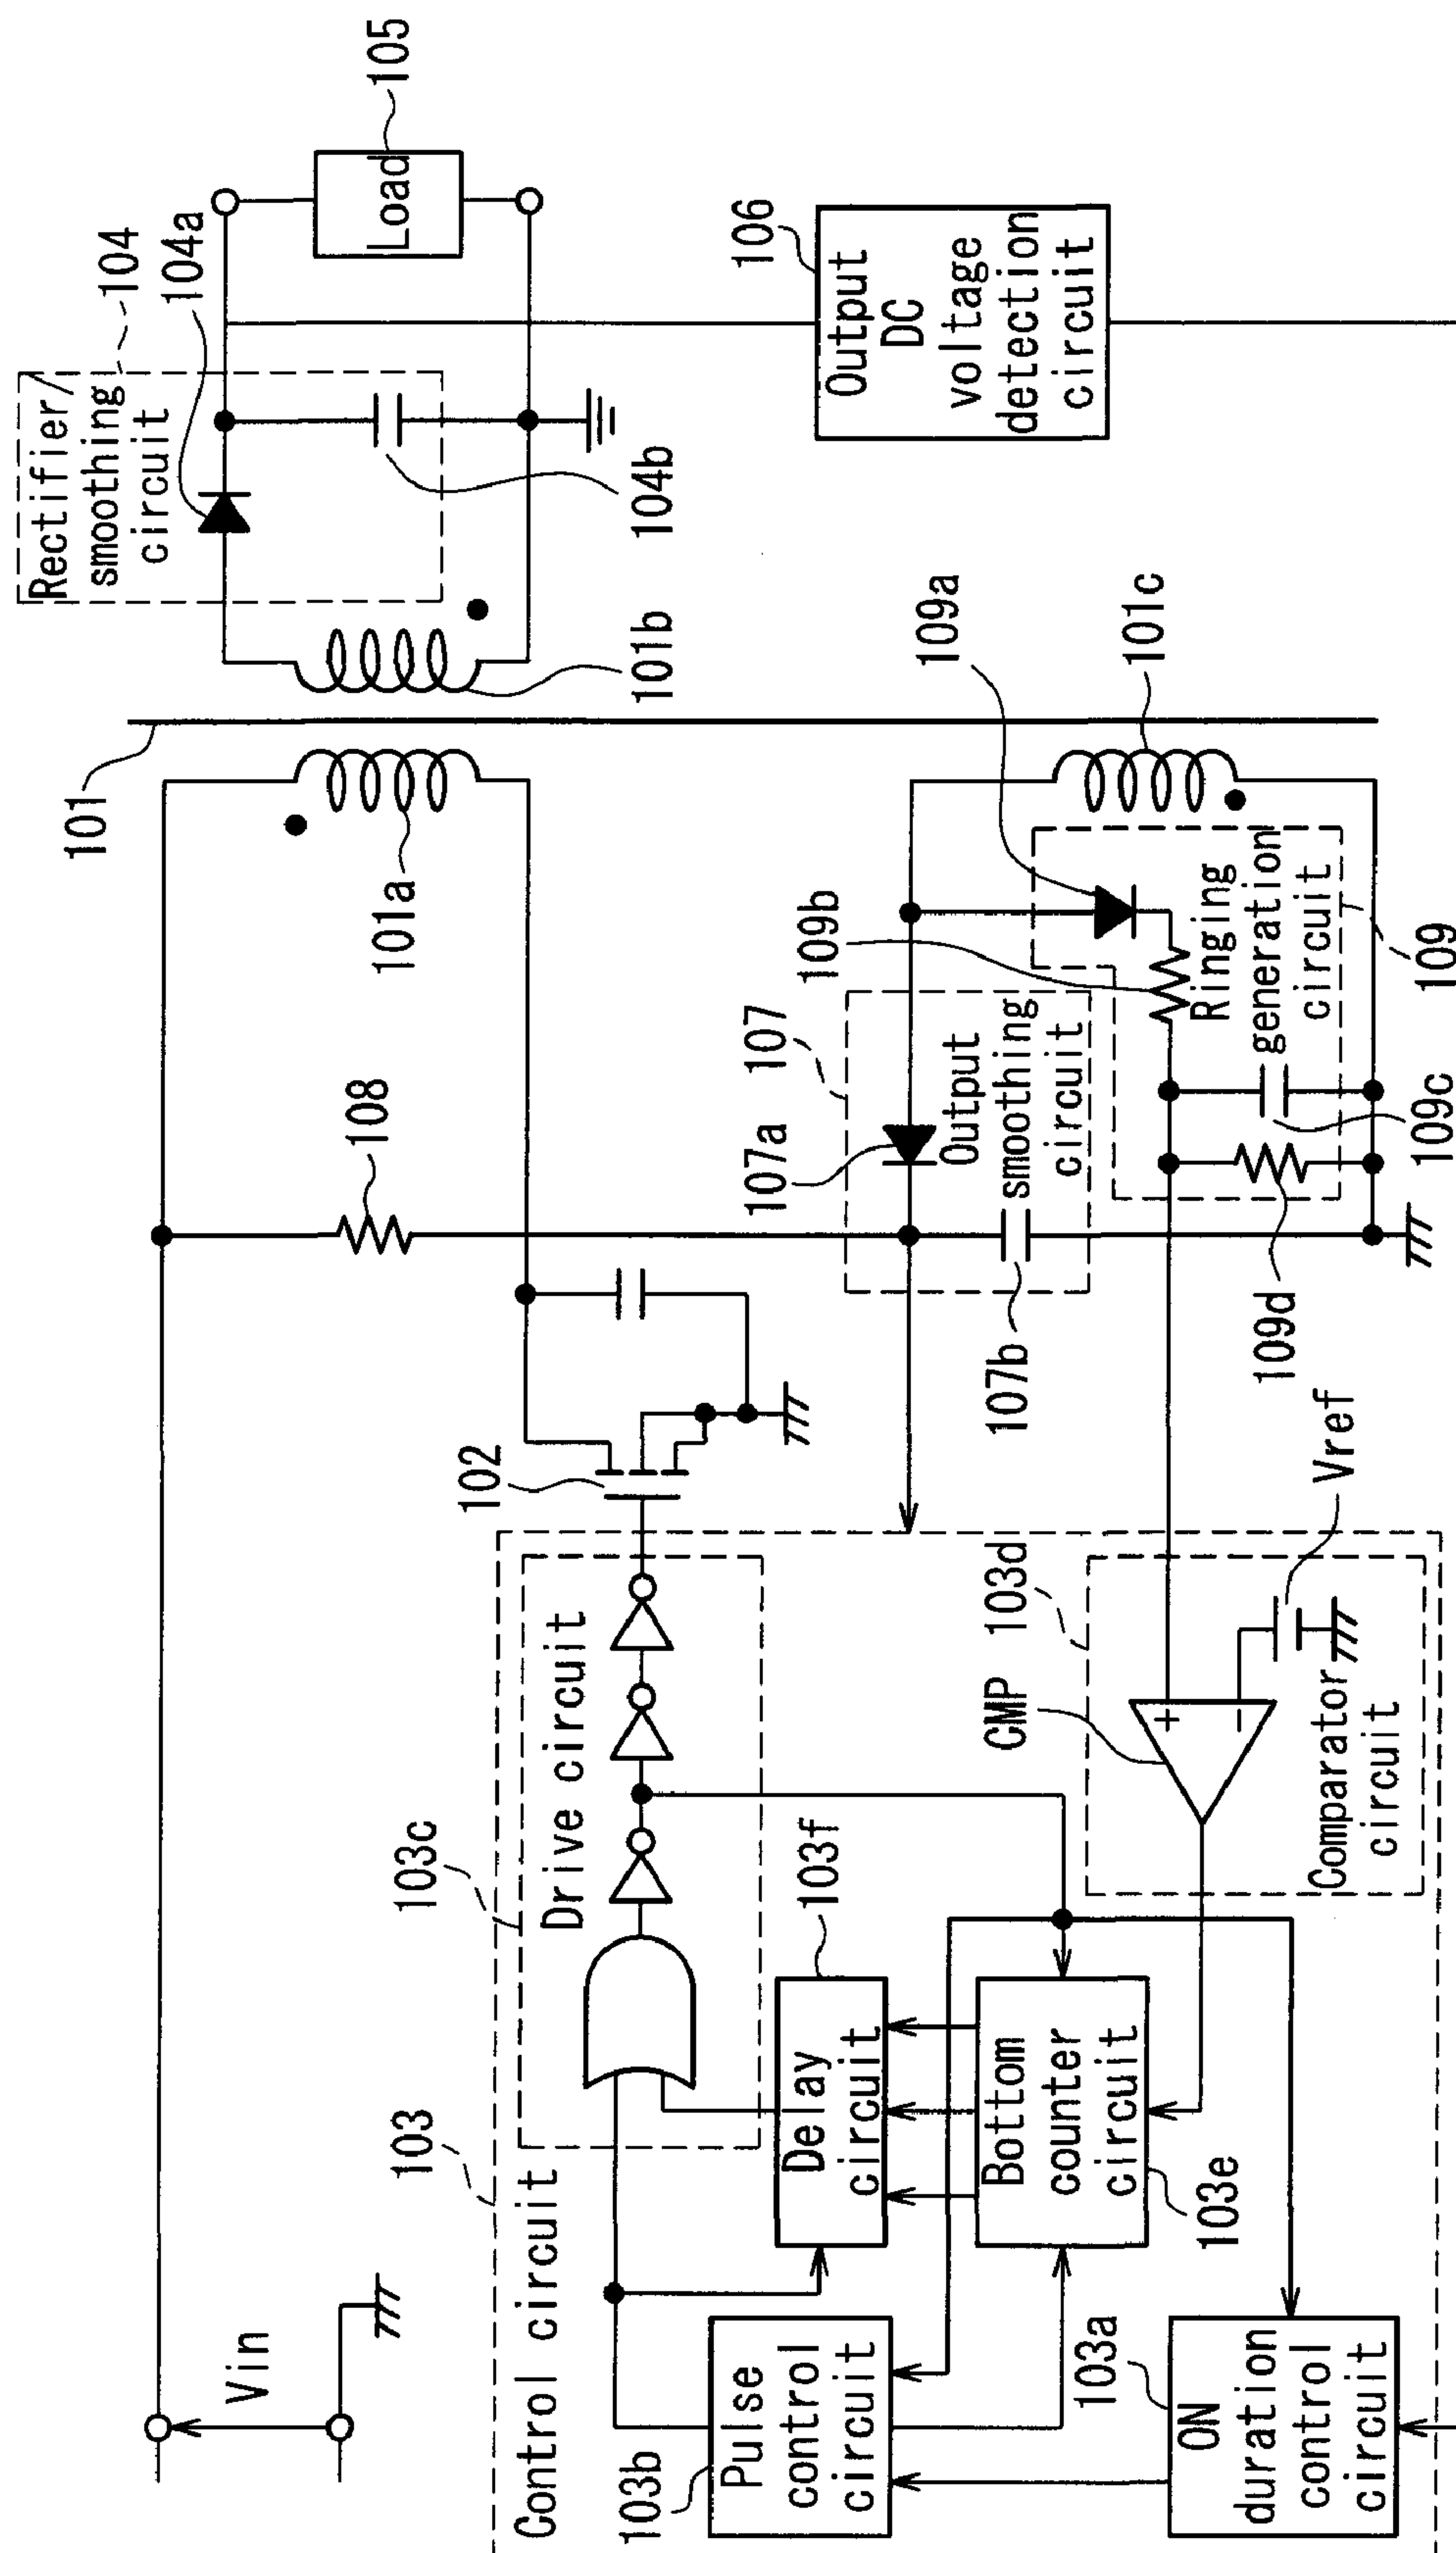 Vin
101
101a
101b
Rectifier/
smoothing
circuit
104
104a
104b
Load
105
106
Output
DC
voltage
detection
circuit
108
102
107
107a
107b
Output
smoothing
circuit
109a
109b
101c
Ringing
generation
circuit
109
109c
109d
103
Control circuit
103c
Drive circuit
103f
Delay
circuit
Bottom
counter
circuit
103e
103b
Pulse
control
circuit
103a
ON
duration
control
circuit
103d
CMP
+
−
Vref
Comparator
circuit